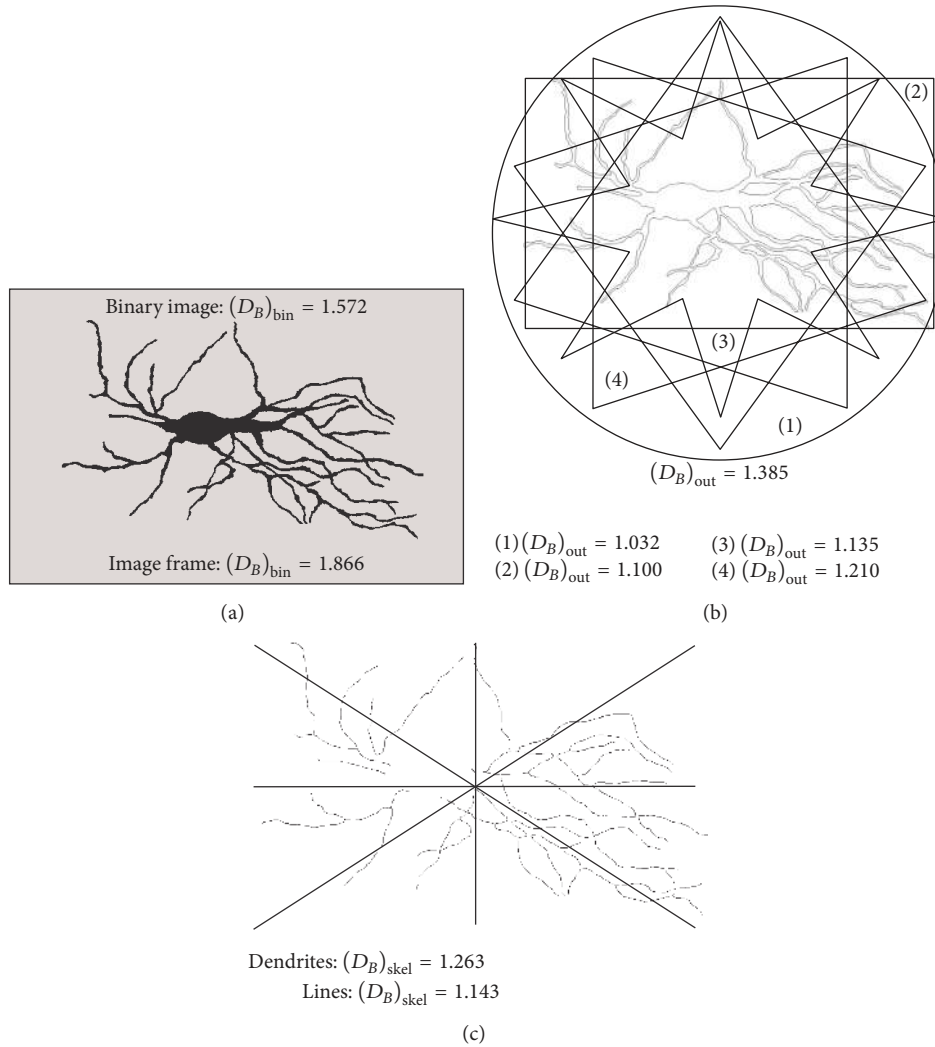 Binary image: (D_B)_bin = 1.572
Image frame: (D_B)_bin = 1.866
(a)
(2)
(3)
(4)
(1)
(D_B)_out = 1.385
(1) (D_B)_out = 1.032 (3) (D_B)_out = 1.135
(2) (D_B)_out = 1.100 (4) (D_B)_out = 1.210
(b)
Dendrites: (D_B)_skel = 1.263
Lines: (D_B)_skel = 1.143
(c)